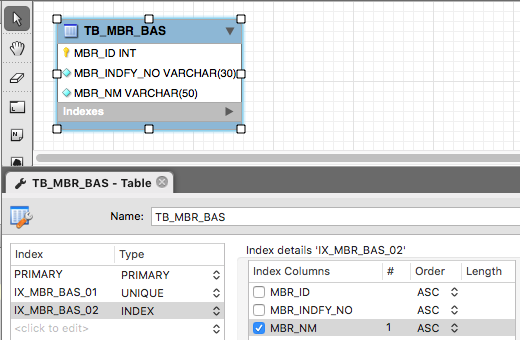 TB_MBR_BAS
MBR_ID INT
MBR_INDFY_NO VARCHAR(30)
MBR_NM VARCHAR(50)
Indexes
TB_MBR_BAS - Table
Name: TB_MBR_BAS
Index Type
PRIMARY PRIMARY
IX_MBR_BAS_01 UNIQUE
IX_MBR_BAS_02 INDEX
<click to edit>
Index details 'IX_MBR_BAS_02'
Index Columns # Order Length
MBR_ID ASC
MBR_INDFY_NO ASC
MBR_NM 1 ASC